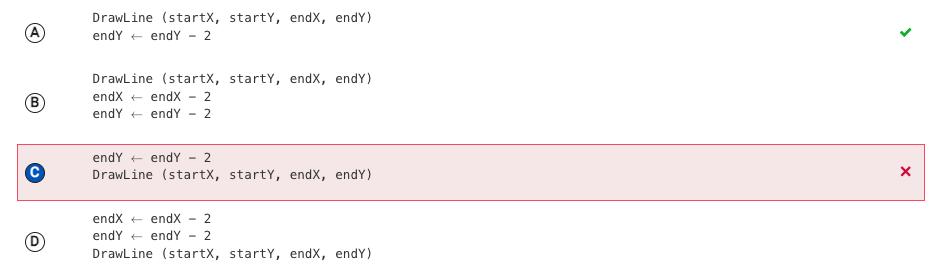 A
DrawLine (startX, startY, endX, endY)
endY ← endY - 2
B
DrawLine (startX, startY, endX, endY)
endX ← endX - 2
endY ← endY - 2
C
endY ← endY - 2
DrawLine (startX, startY, endX, endY)
D
endX ← endX - 2
endY ← endY - 2
DrawLine (startX, startY, endX, endY)